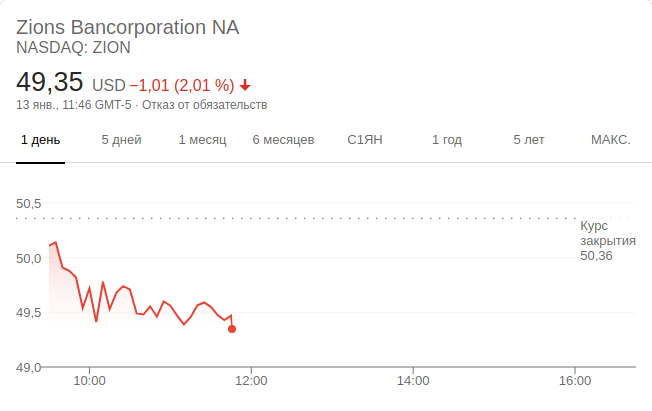 Zions Bancorporation NA
NASDAQ: ZION
49,35 USD −1,01 (2,01 %)
13 янв., 11:46 GMT-5 · Отказ от обязательств
1 день 5 дней 1 месяц 6 месяцев С1ЯН 1 год 5 лет МАКС.
50,5
Курс
закрытия
50,36
50,0
49,5
49,0
10:00 12:00 14:00 16:00